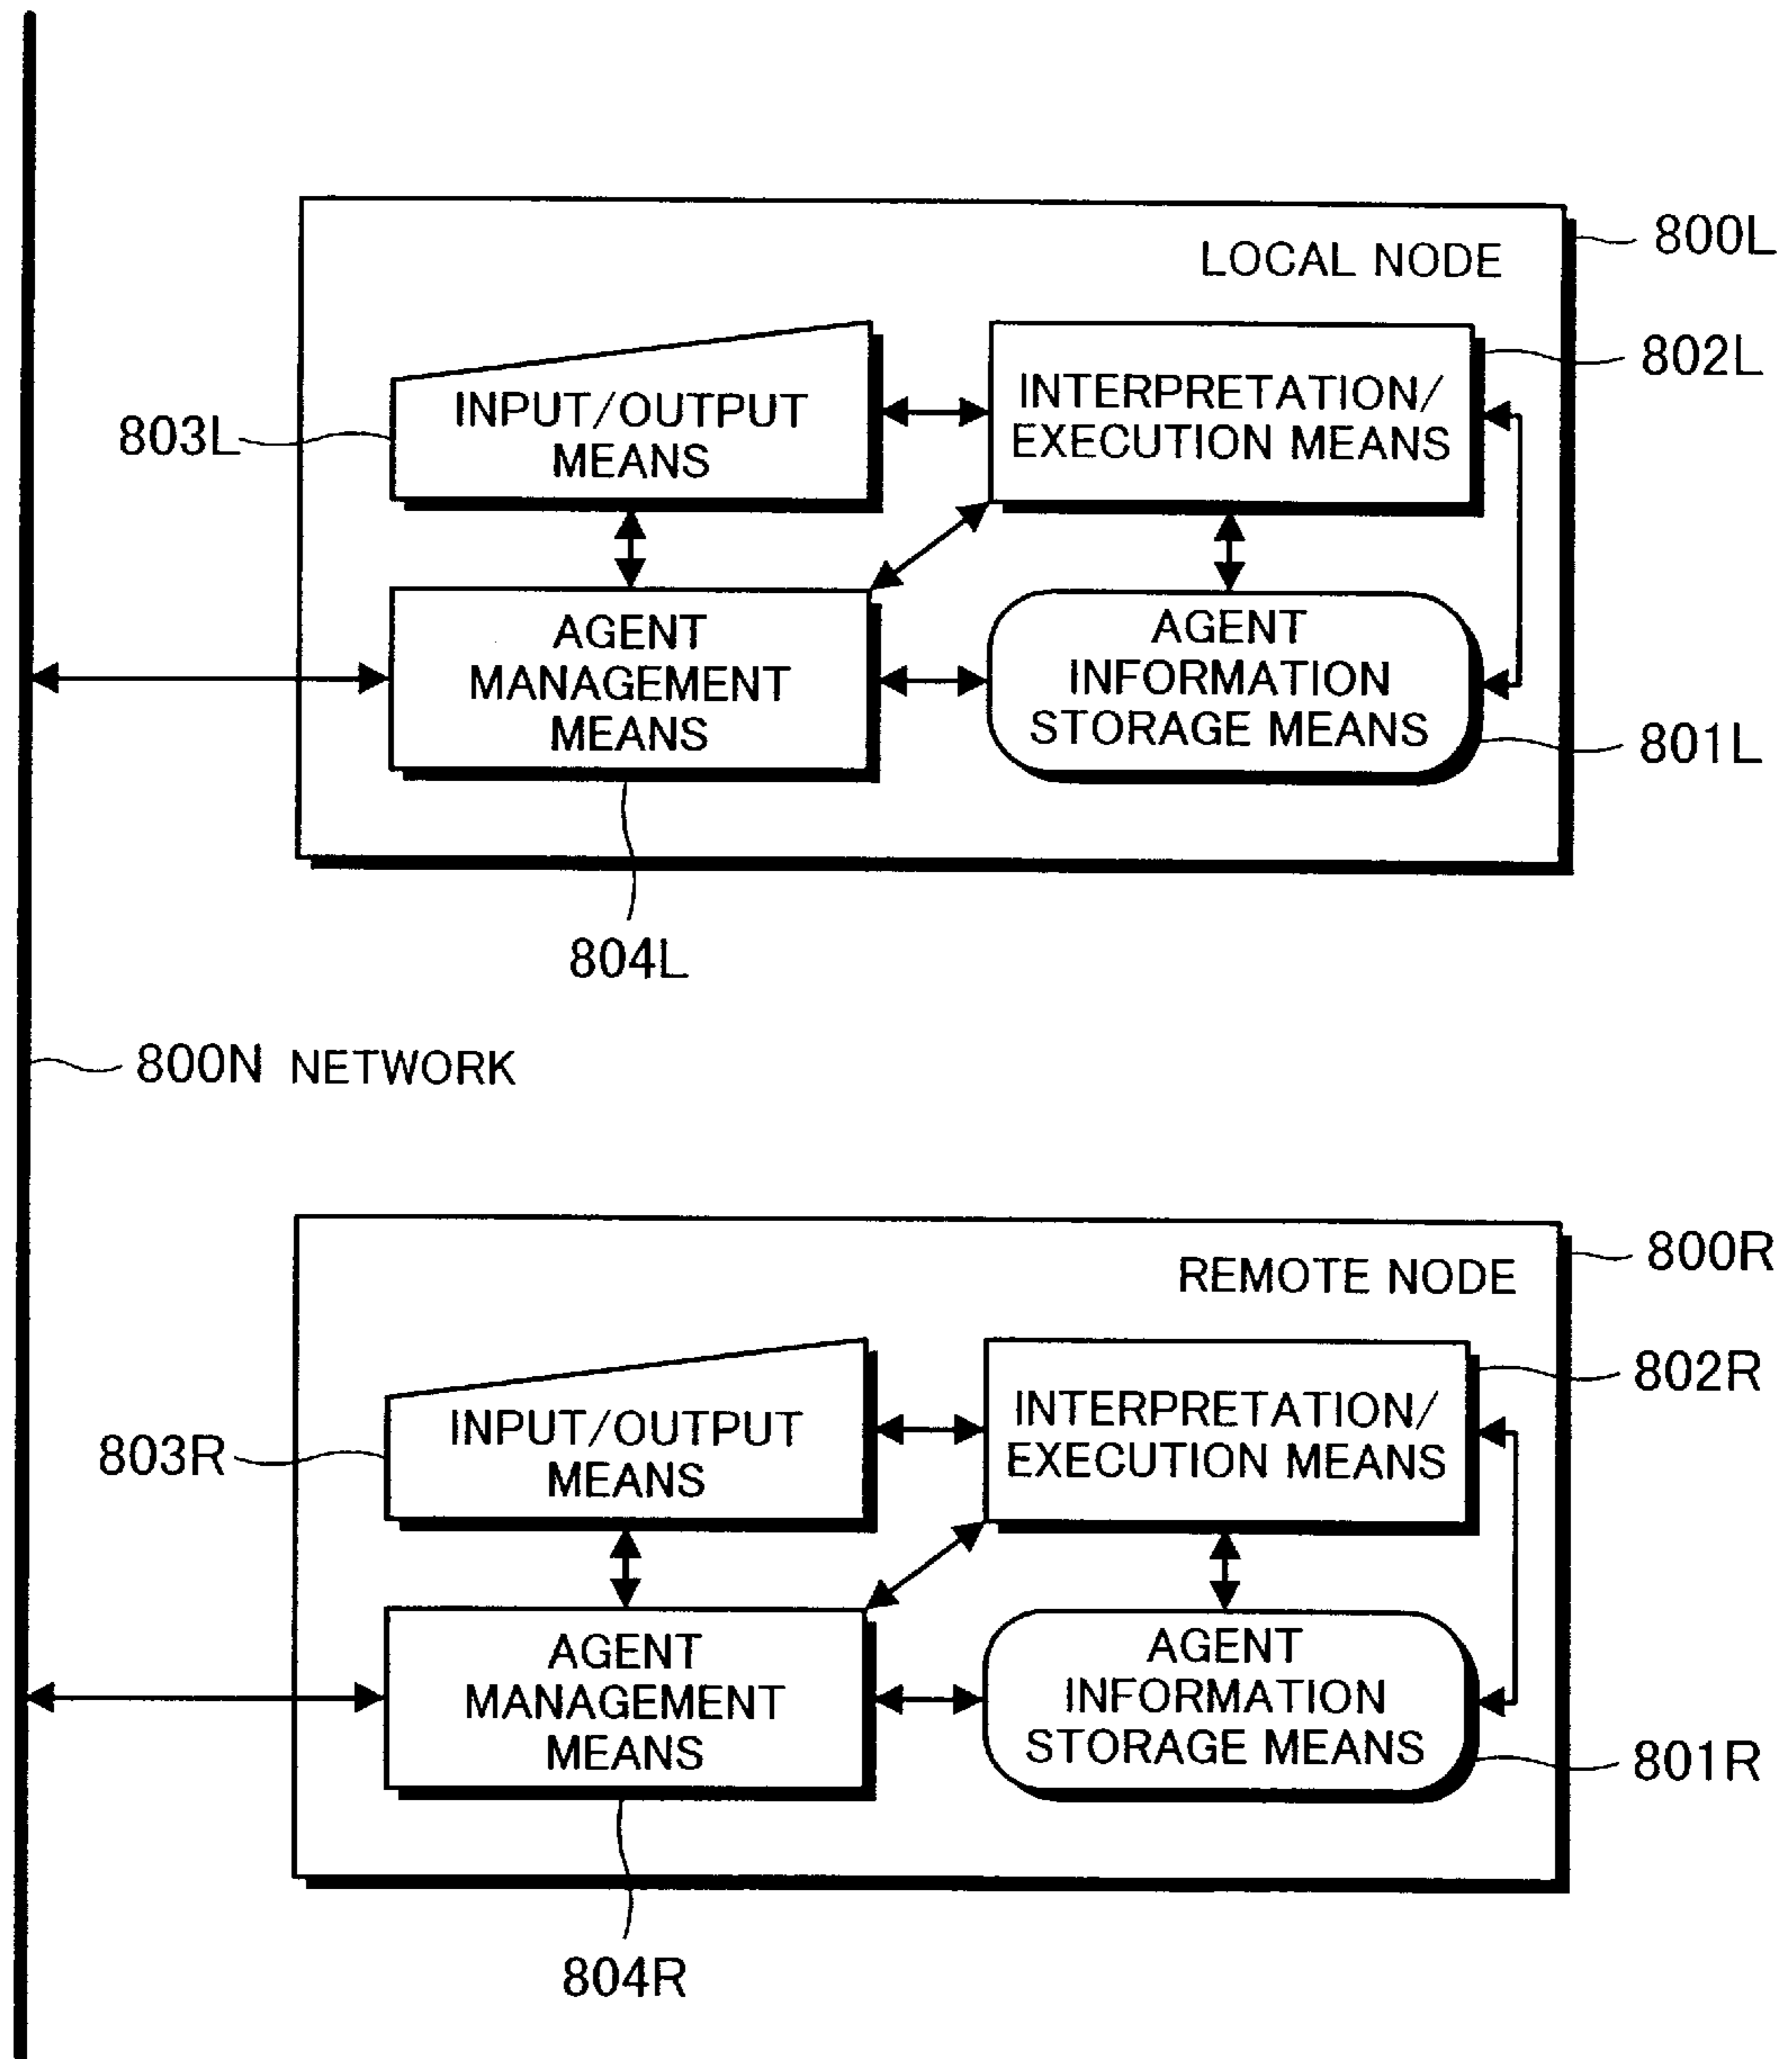 LOCAL NODE
800L
INPUT/OUTPUT
MEANS
803L
INTERPRETATION/
EXECUTION MEANS
802L
AGENT
MANAGEMENT
MEANS
804L
AGENT
INFORMATION
STORAGE MEANS
801L
800N NETWORK
REMOTE NODE
800R
INPUT/OUTPUT
MEANS
803R
INTERPRETATION/
EXECUTION MEANS
802R
AGENT
MANAGEMENT
MEANS
804R
AGENT
INFORMATION
STORAGE MEANS
801R